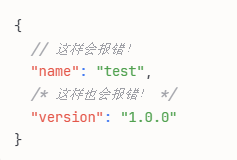 {
// 这样会报错！
"name": "test",
/* 这样也会报错！ */
"version": "1.0.0"
}